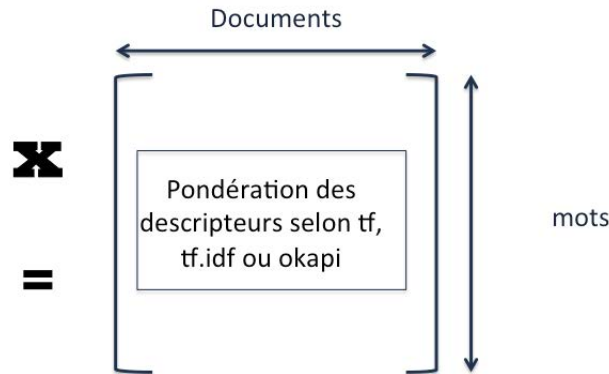 Documents
x
Pondération des
descripteurs selon tf,
mots
=
tf.idf ou okapi